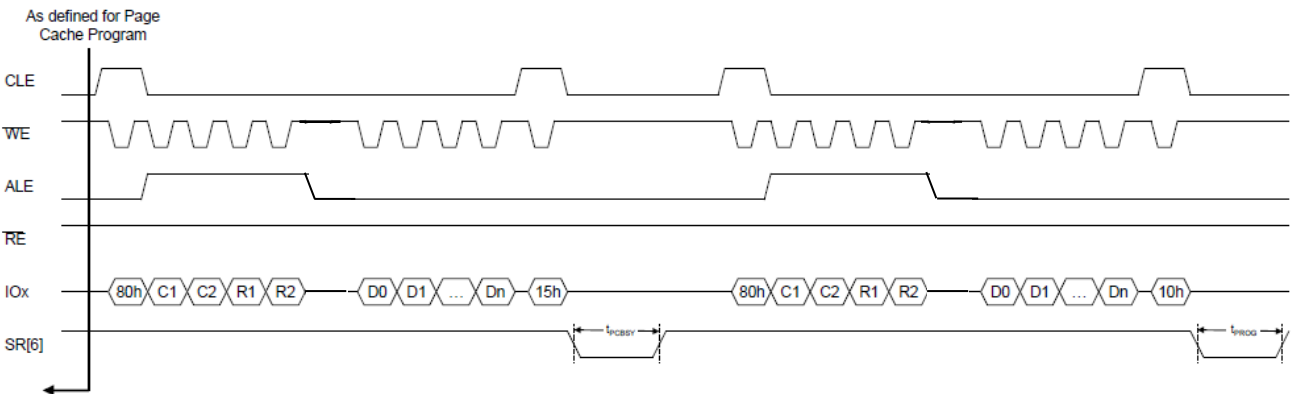 As defined for Page
Cache Program
CLE
WE
ALE
RE
IOx 80h C1 C2 R1 R2 D0 D1 ... Dn 15h 80h C1 C2 R1 R2 D0 D1 ... Dn 10h
SR[6] tPCBSY tPROG